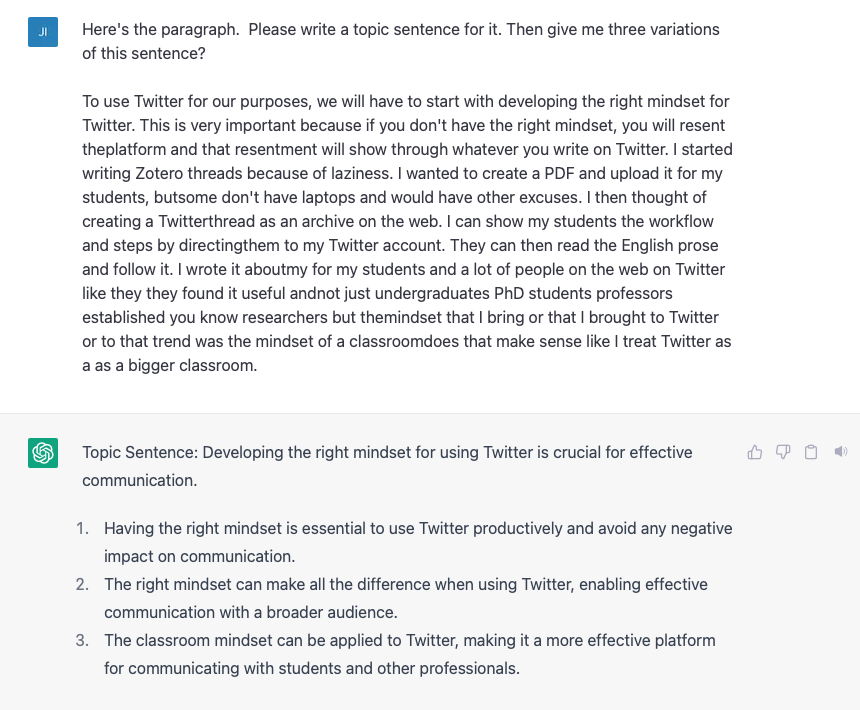 JI
Here's the paragraph.  Please write a topic sentence for it. Then give me three variations
of this sentence?
To use Twitter for our purposes, we will have to start with developing the right mindset for
Twitter. This is very important because if you don't have the right mindset, you will resent
theplatform and that resentment will show through whatever you write on Twitter. I started
writing Zotero threads because of laziness. I wanted to create a PDF and upload it for my
students, butsome don't have laptops and would have other excuses. I then thought of
creating a Twitterthread as an archive on the web. I can show my students the workflow
and steps by directingthem to my Twitter account. They can then read the English prose
and follow it. I wrote it aboutmy for my students and a lot of people on the web on Twitter
like they they found it useful andnot just undergraduates PhD students professors
established you know researchers but themindset that I bring or that I brought to Twitter
or to that trend was the mindset of a classroomdoes that make sense like I treat Twitter as
a as a bigger classroom.
Topic Sentence: Developing the right mindset for using Twitter is crucial for effective
communication.
1. Having the right mindset is essential to use Twitter productively and avoid any negative
impact on communication.
2. The right mindset can make all the difference when using Twitter, enabling effective
communication with a broader audience.
3. The classroom mindset can be applied to Twitter, making it a more effective platform
for communicating with students and other professionals.